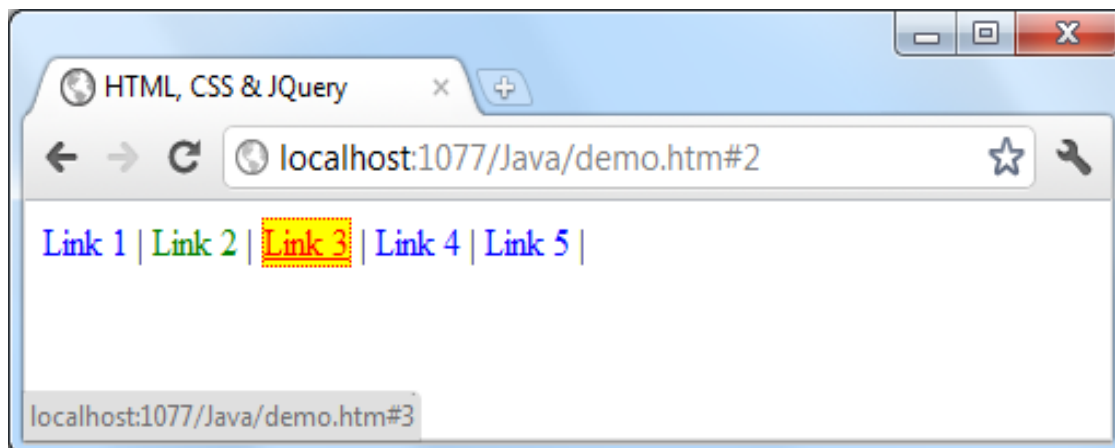 HTML, CSS & JQuery
localhost:1077/Java/demo.htm#2
Link 1 | Link 2 | Link 3 | Link 4 | Link 5 |
localhost:1077/Java/demo.htm#3